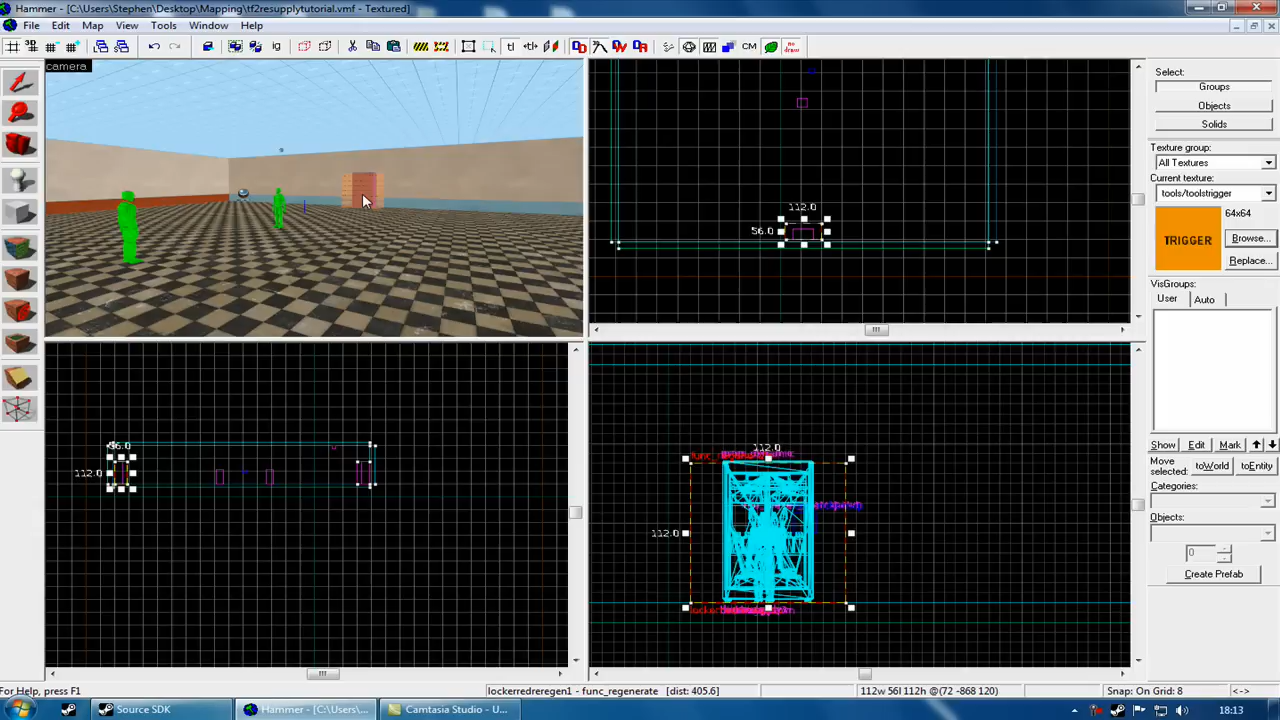 Hammer - [C:\Users\Stephen\Desktop\Mapping\tf2resupplytutorial.vmf - Textured]
File Edit Map View Tools Window Help
CM
camera
Select:
Groups
Objects
Solids
Texture group:
All Textures
Current texture:
tools/toolstrigger
64x64
TRIGGER
Browse...
Replace...
VisGroups:
User Auto
Show Edit Mark
Move selected:
toWorld toEntity
Categories:
Objects:
0
Create Prefab
112.0
56.0
56.0
112.0
112.0
112.0
For Help, press F1
lockerredregen1 - func_regenerate [dist: 405.6]
112w 56l 112h @(72 -868 120)
Snap: On Grid: 8
<->
Source SDK
Hammer - [C:\Users...
Camtasia Studio - U...
18:13